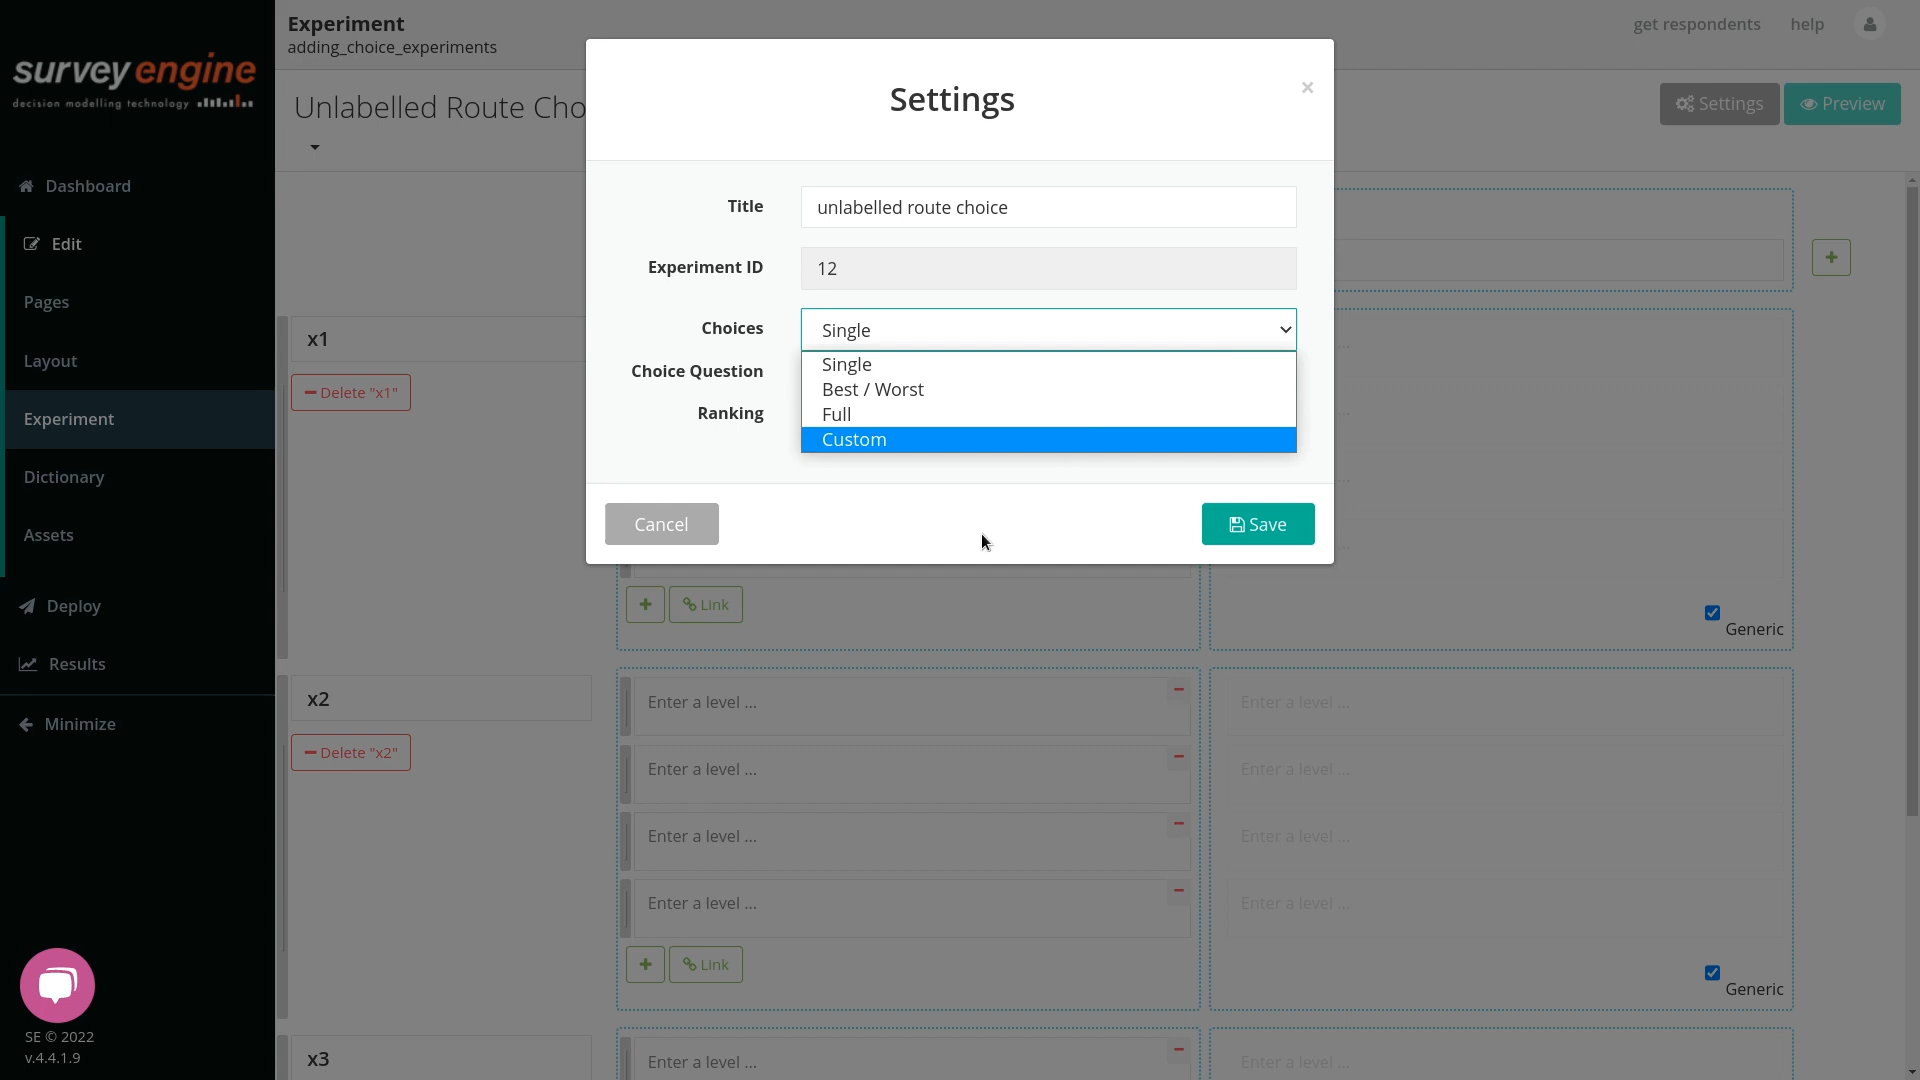 Experiment
adding_choice_experiments
get respondents
help
survey engine
decision modelling technology
Unlabelled Route Cho
Settings
Preview
Dashboard
Edit
Pages
Layout
Experiment
Dictionary
Assets
Deploy
Results
Minimize
SE © 2022
v.4.4.1.9
Settings
×
Title
unlabelled route choice
Experiment ID
12
Choices
Single
Single
Best / Worst
Full
Custom
Choice Question
Ranking
Cancel
Save
x1
Delete "x1"
+
+
Link
Generic
x2
Delete "x2"
Enter a level ...
Enter a level ...
Enter a level ...
Enter a level ...
Enter a level ...
Enter a level ...
Enter a level ...
Enter a level ...
+
Link
Generic
x3
Enter a level ...
Enter a level ...